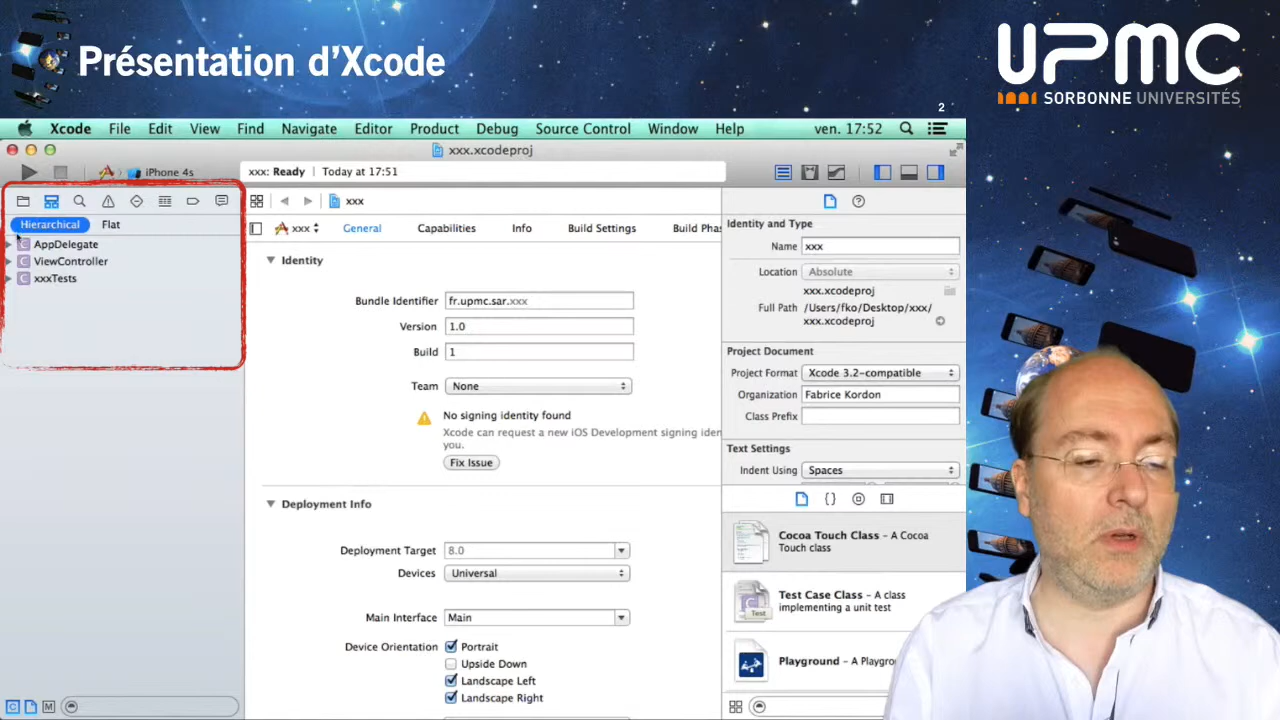 Présentation d'Xcode
UPMC
SORBONNE UNIVERSITÉS
2
Xcode File Edit View Find Navigate Editor Product Debug Source Control Window Help ven. 17:52
xxx.xcodeproj
iPhone 4s
xxx: Ready Today at 17:51
xxx
Hierarchical Flat
AppDelegate
ViewController
xxxTests
xxx General Capabilities Info Build Settings Build Phas
Identity
Bundle Identifier fr.upmc.sar.xxx
Version 1.0
Build 1
Team None
No signing identity found
Xcode can request a new iOS Development signing iden
you.
Fix Issue
Deployment Info
Deployment Target 8.0
Devices Universal
Main Interface Main
Device Orientation Portrait
Upside Down
Landscape Left
Landscape Right
Identity and Type
Name xxx
Location Absolute
xxx.xcodeproj
Full Path /Users/fko/Desktop/xxx/
xxx.xcodeproj
Project Document
Project Format Xcode 3.2-compatible
Organization Fabrice Kordon
Class Prefix
Text Settings
Indent Using Spaces
{}
Cocoa Touch Class – A Cocoa
Touch class
Test Case Class – A class
implementing a unit test
Test
Playground – A Playgro
C M